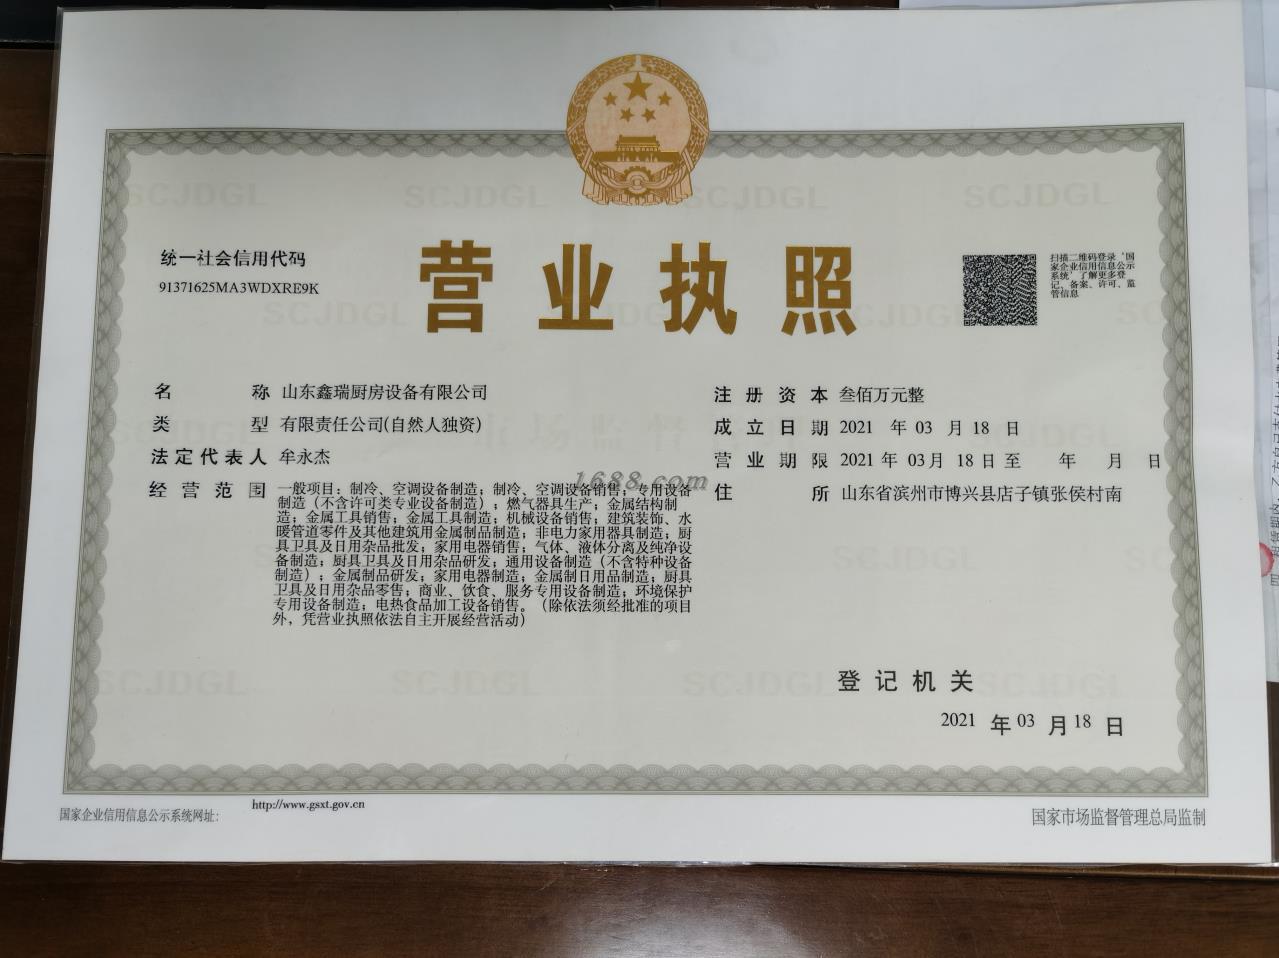 统一社会信用代码
91371625MA3WDXRE9K
营业执照
扫描二维码登录‘国
家企业信用信息公示
系统’了解更多登
记、备案、许可、监
管信息
名称 山东鑫瑞厨房设备有限公司
类型 有限责任公司(自然人独资)
法定代表人 牟永杰
经营范围 一般项目：制冷、空调设备制造；制冷、空调设备销售；专用设备
制造（不含许可类专业设备制造）；燃气器具生产；金属结构制
造；金属工具销售；金属工具制造；机械设备销售；建筑装饰、水
暖管道零件及其他建筑用金属制品制造；非电力家用器具制造；厨
具卫具及日用杂品批发；家用电器销售；气体、液体分离及纯净设
备制造；厨具卫具及日用杂品研发；通用设备制造（不含特种设备
制造）；金属制品研发；家用电器制造；金属制日用品制造；厨具
卫具及日用杂品零售；商业、饮食、服务专用设备制造；环境保护
专用设备制造；电热食品加工设备销售。（除依法须经批准的项目
外，凭营业执照依法自主开展经营活动）
注册资本 叁佰万元整
成立日期 2021 年 03 月 18 日
营业期限 2021 年 03 月 18 日 至 年 月 日
住所 山东省滨州市博兴县店子镇张侯村南
1688.com
登记机关
2021 年 03 月 18 日
国家企业信用信息公示系统网址：
http://www.gsxt.gov.cn
国家市场监督管理总局监制